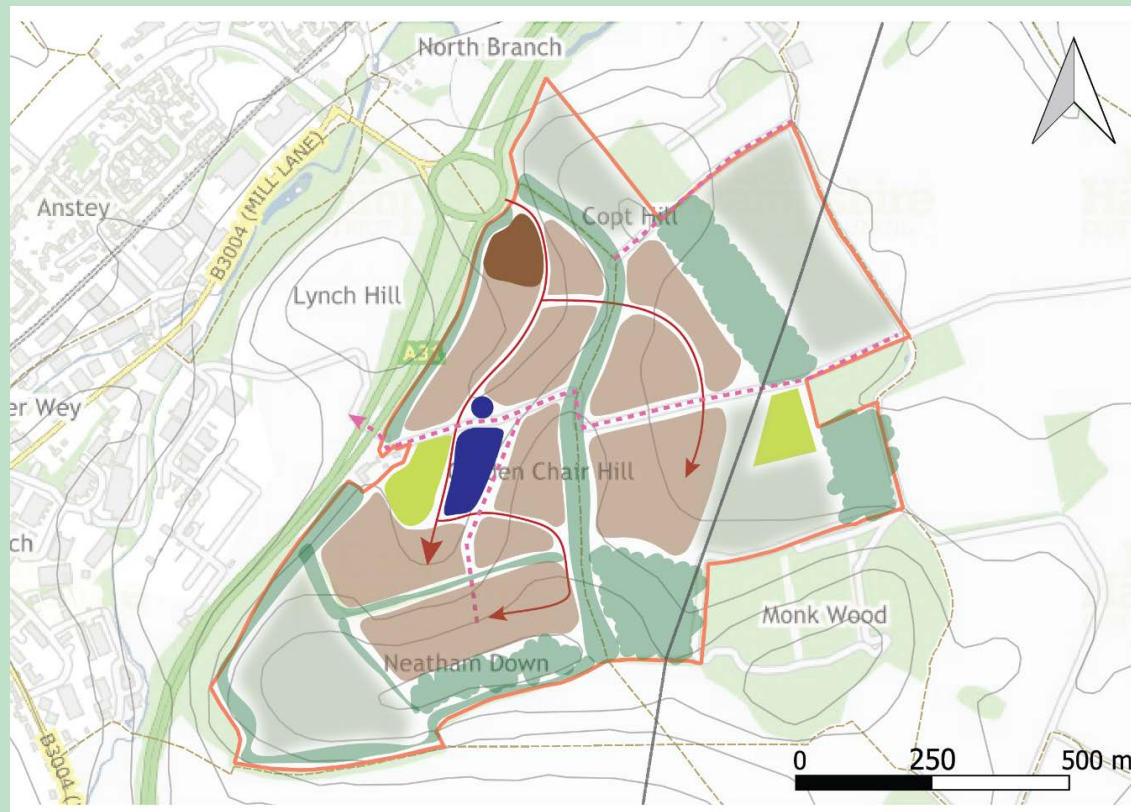 North Branch
Anstey
B3004 (MILL LANE)
Copt Hill
Lynch Hill
er Wey
en Chair Hill
ch
Monk Wood
Neatham Down
B3004
0 250 500 m